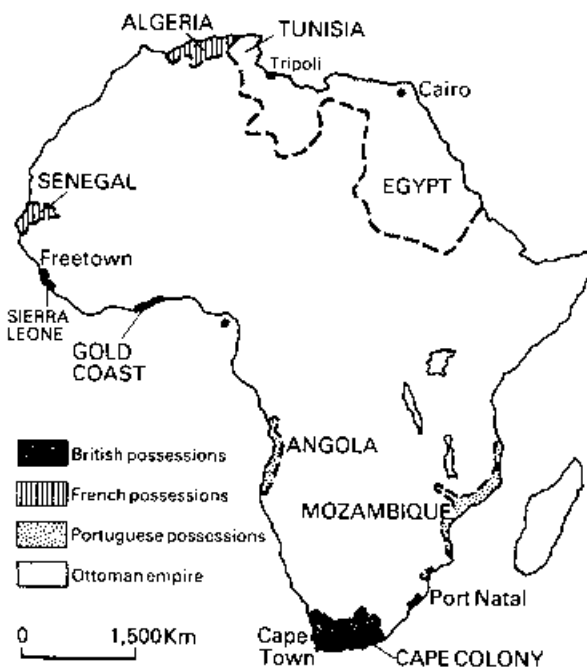 ALGERIA
TUNISIA
Tripoli
Cairo
EGYPT
SENEGAL
Freetown
SIERRA
LEONE
GOLD
COAST
ANGOLA
MOZAMBIQUE
British possessions
French possessions
Portuguese possessions
Ottoman empire
Port Natal
0 1,500Km
Cape
Town
CAPE COLONY